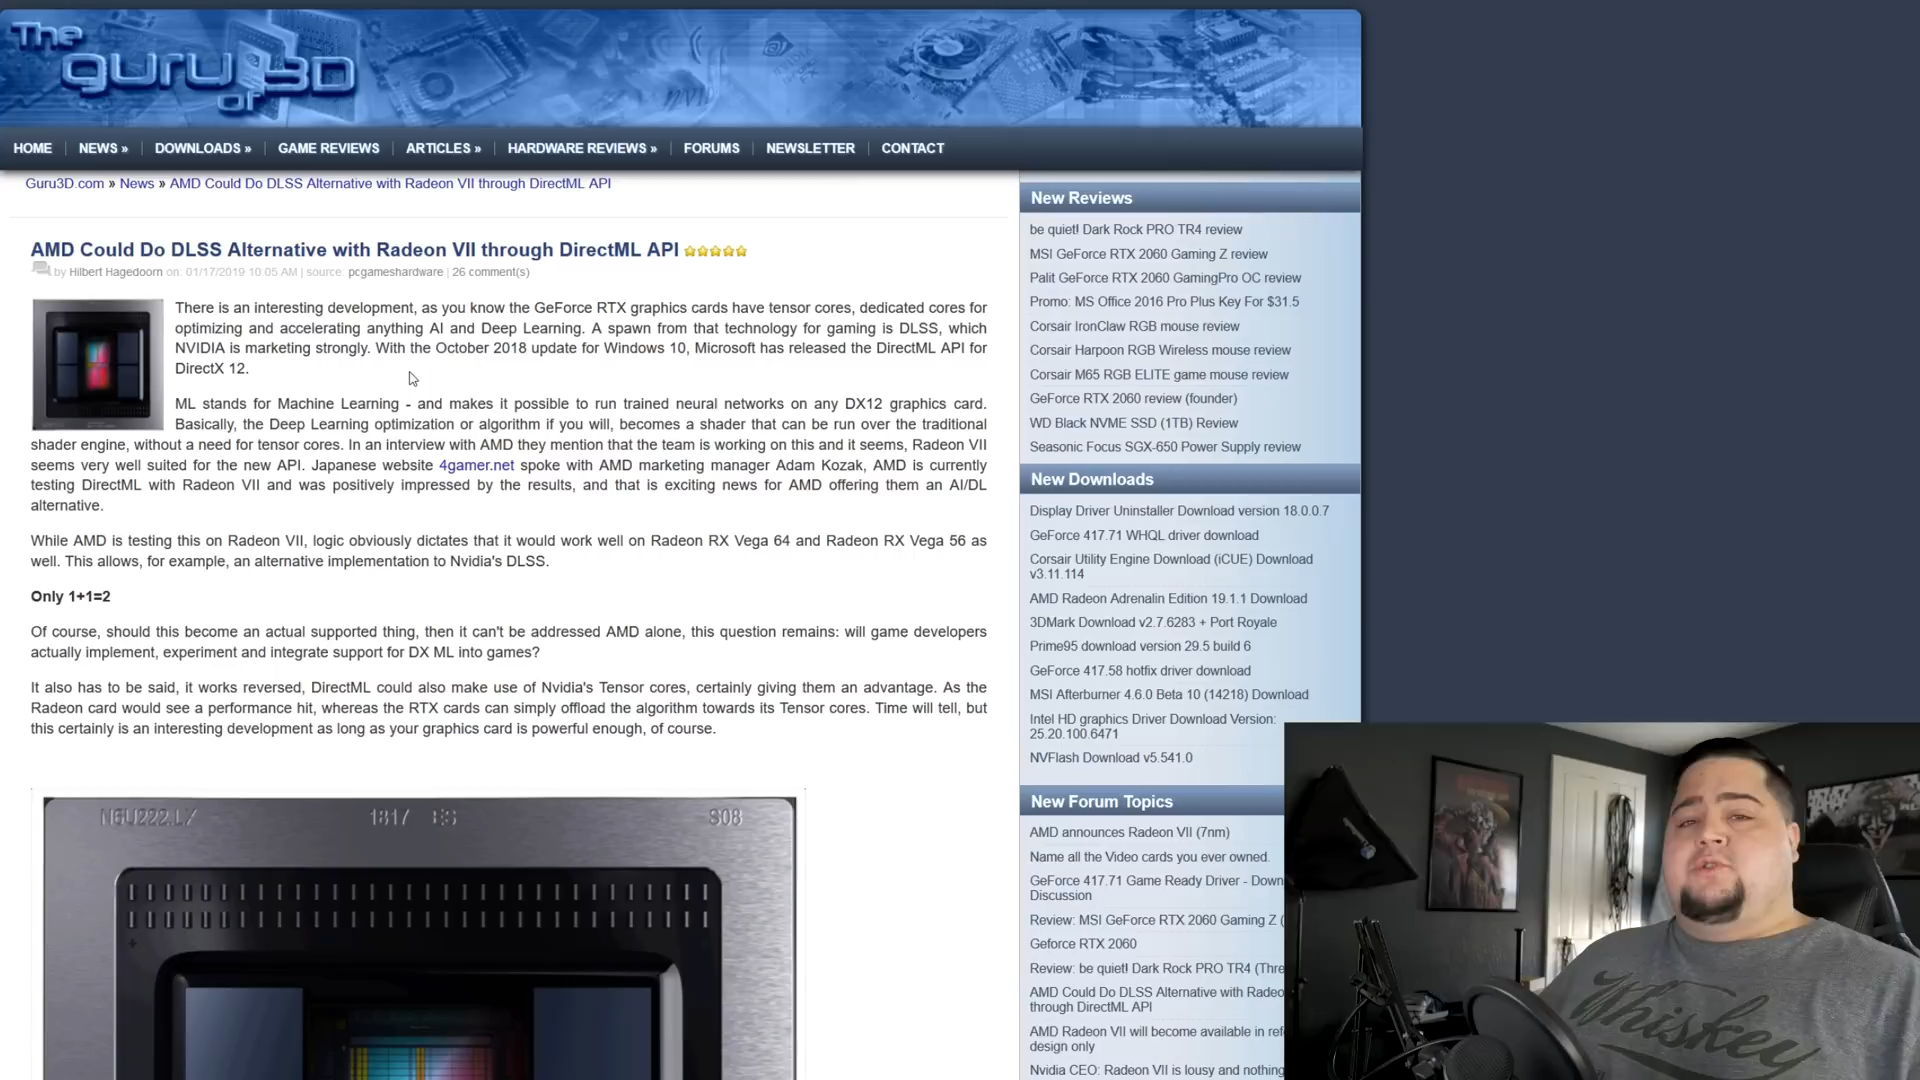 The
guru of 3D
HOME NEWS » DOWNLOADS » GAME REVIEWS ARTICLES » HARDWARE REVIEWS » FORUMS NEWSLETTER CONTACT
Guru3D.com » News » AMD Could Do DLSS Alternative with Radeon VII through DirectML API
AMD Could Do DLSS Alternative with Radeon VII through DirectML API
by Hilbert Hagedoorn on: 01/17/2019 10:05 AM | source: pcgameshardware | 26 comment(s)
There is an interesting development, as you know the GeForce RTX graphics cards have tensor cores, dedicated cores for
optimizing and accelerating anything AI and Deep Learning. A spawn from that technology for gaming is DLSS, which
NVIDIA is marketing strongly. With the October 2018 update for Windows 10, Microsoft has released the DirectML API for
DirectX 12.
ML stands for Machine Learning - and makes it possible to run trained neural networks on any DX12 graphics card.
Basically, the Deep Learning optimization or algorithm if you will, becomes a shader that can be run over the traditional
shader engine, without a need for tensor cores. In an interview with AMD they mention that the team is working on this and it seems, Radeon VII
seems very well suited for the new API. Japanese website 4gamer.net spoke with AMD marketing manager Adam Kozak, AMD is currently
testing DirectML with Radeon VII and was positively impressed by the results, and that is exciting news for AMD offering them an AI/DL
alternative.
While AMD is testing this on Radeon VII, logic obviously dictates that it would work well on Radeon RX Vega 64 and Radeon RX Vega 56 as
well. This allows, for example, an alternative implementation to Nvidia's DLSS.
Only 1+1=2
Of course, should this become an actual supported thing, then it can't be addressed AMD alone, this question remains: will game developers
actually implement, experiment and integrate support for DX ML into games?
It also has to be said, it works reversed, DirectML could also make use of Nvidia's Tensor cores, certainly giving them an advantage. As the
Radeon card would see a performance hit, whereas the RTX cards can simply offload the algorithm towards its Tensor cores. Time will tell, but
this certainly is an interesting development as long as your graphics card is powerful enough, of course.
1817 ES S08
New Reviews
be quiet! Dark Rock PRO TR4 review
MSI GeForce RTX 2060 Gaming Z review
Palit GeForce RTX 2060 GamingPro OC review
Promo: MS Office 2016 Pro Plus Key For $31.5
Corsair IronClaw RGB mouse review
Corsair Harpoon RGB Wireless mouse review
Corsair M65 RGB ELITE game mouse review
GeForce RTX 2060 review (founder)
WD Black NVME SSD (1TB) Review
Seasonic Focus SGX-650 Power Supply review
New Downloads
Display Driver Uninstaller Download version 18.0.0.7
GeForce 417.71 WHQL driver download
Corsair Utility Engine Download (iCUE) Download
v3.11.114
AMD Radeon Adrenalin Edition 19.1.1 Download
3DMark Download v2.7.6283 + Port Royale
Prime95 download version 29.5 build 6
GeForce 417.58 hotfix driver download
MSI Afterburner 4.6.0 Beta 10 (14218) Download
Intel HD graphics Driver Download Version:
25.20.100.6471
NVFlash Download v5.541.0
New Forum Topics
AMD announces Radeon VII (7nm)
Name all the Video cards you ever owned.
GeForce 417.71 Game Ready Driver - Down
Discussion
Review: MSI GeForce RTX 2060 Gaming Z (
Geforce RTX 2060
Review: be quiet! Dark Rock PRO TR4 (Thre
AMD Could Do DLSS Alternative with Radeo
through DirectML API
AMD Radeon VII will become available in ref
design only
Nvidia CEO: Radeon VII is lousy and nothing
Whiskey